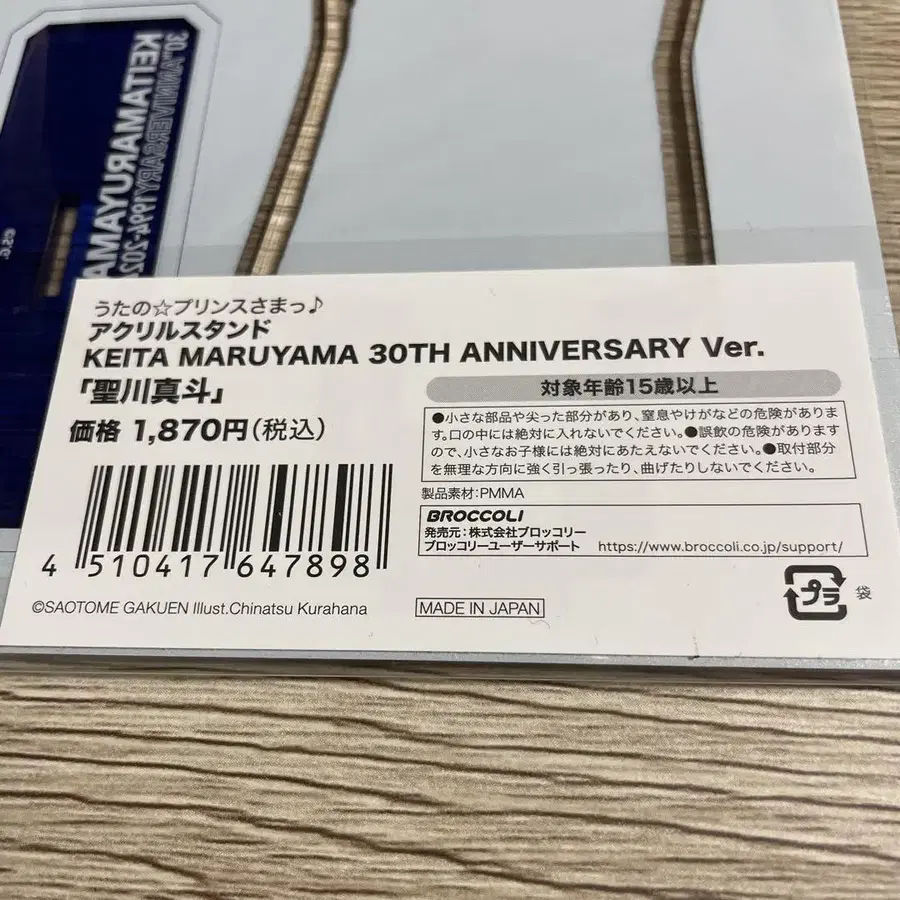 30TH ANNIVERSARY 1994-202
KEITAMARUYAMA
うたの☆プリンスさまっ♪
アクリルスタンド
KEITA MARUYAMA 30TH ANNIVERSARY Ver.
「聖川真斗」
価格 1,870円(税込)
対象年齢15歳以上
●小さな部品や尖った部分があり、窒息やけがなどの危険がありま
す。口の中には絶対に入れないでください。●誤飲の危険があります
ので、小さなお子様には絶対にあたえないでください。●取付部分
を無理な方向に強く引っ張ったり、曲げたりしないでください。
製品素材:PMMA
BROCCOLI
発売元:株式会社ブロッコリー
ブロッコリーユーザーサポート https://www.broccoli.co.jp/support/
4 510417 647898
©SAOTOME GAKUEN Illust.Chinatsu Kurahana
MADE IN JAPAN
プラ
袋